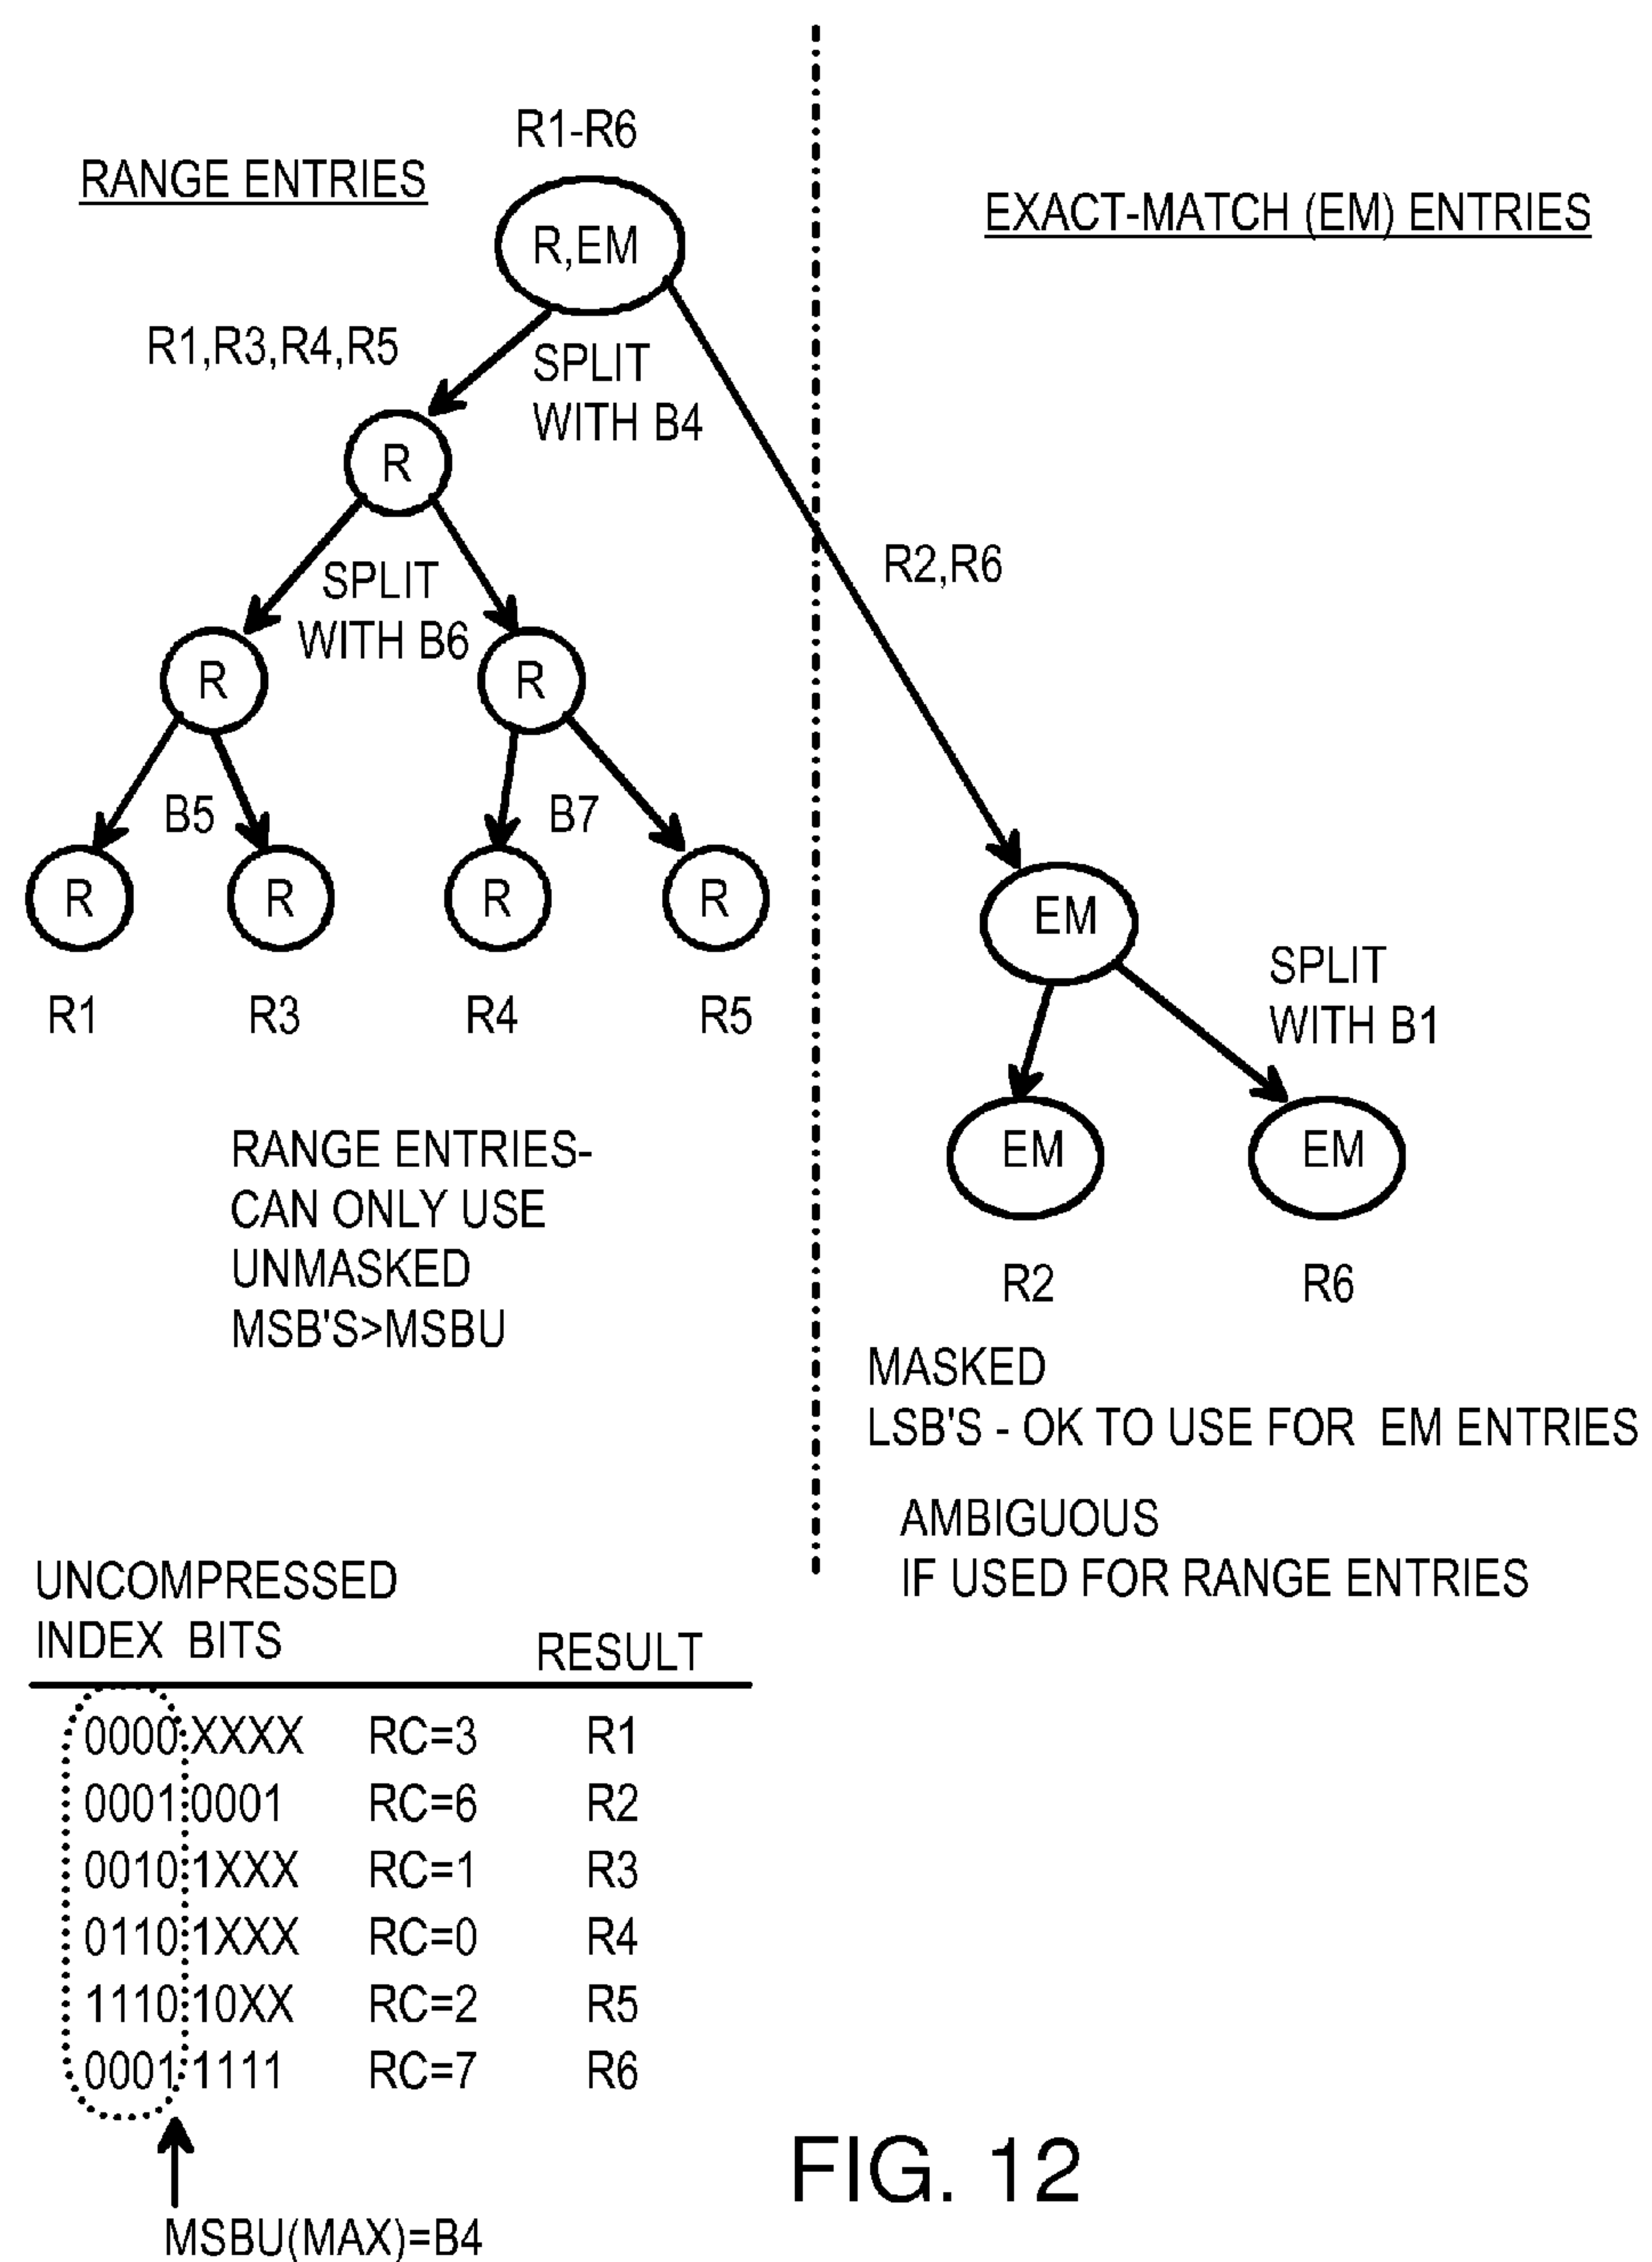 R1-R6
RANGE ENTRIES
EXACT-MATCH (EM) ENTRIES
R,EM
R1,R3,R4,R5
SPLIT
WITH B4
R
R2,R6
SPLIT
WITH B6
R
R
B5
B7
R
R
R
R
EM
SPLIT
WITH B1
R1
R3
R4
R5
EM
EM
R2
R6
RANGE ENTRIES-
CAN ONLY USE
UNMASKED
MSB'S>MSBU
MASKED
LSB'S - OK TO USE FOR EM ENTRIES
AMBIGUOUS
IF USED FOR RANGE ENTRIES
UNCOMPRESSED
INDEX BITS
RESULT
0000 XXXX RC=3 R1
0001 0001 RC=6 R2
0010 1XXX RC=1 R3
0110 1XXX RC=0 R4
1110 10XX RC=2 R5
0001 1111 RC=7 R6
MSBU(MAX)=B4
FIG. 12